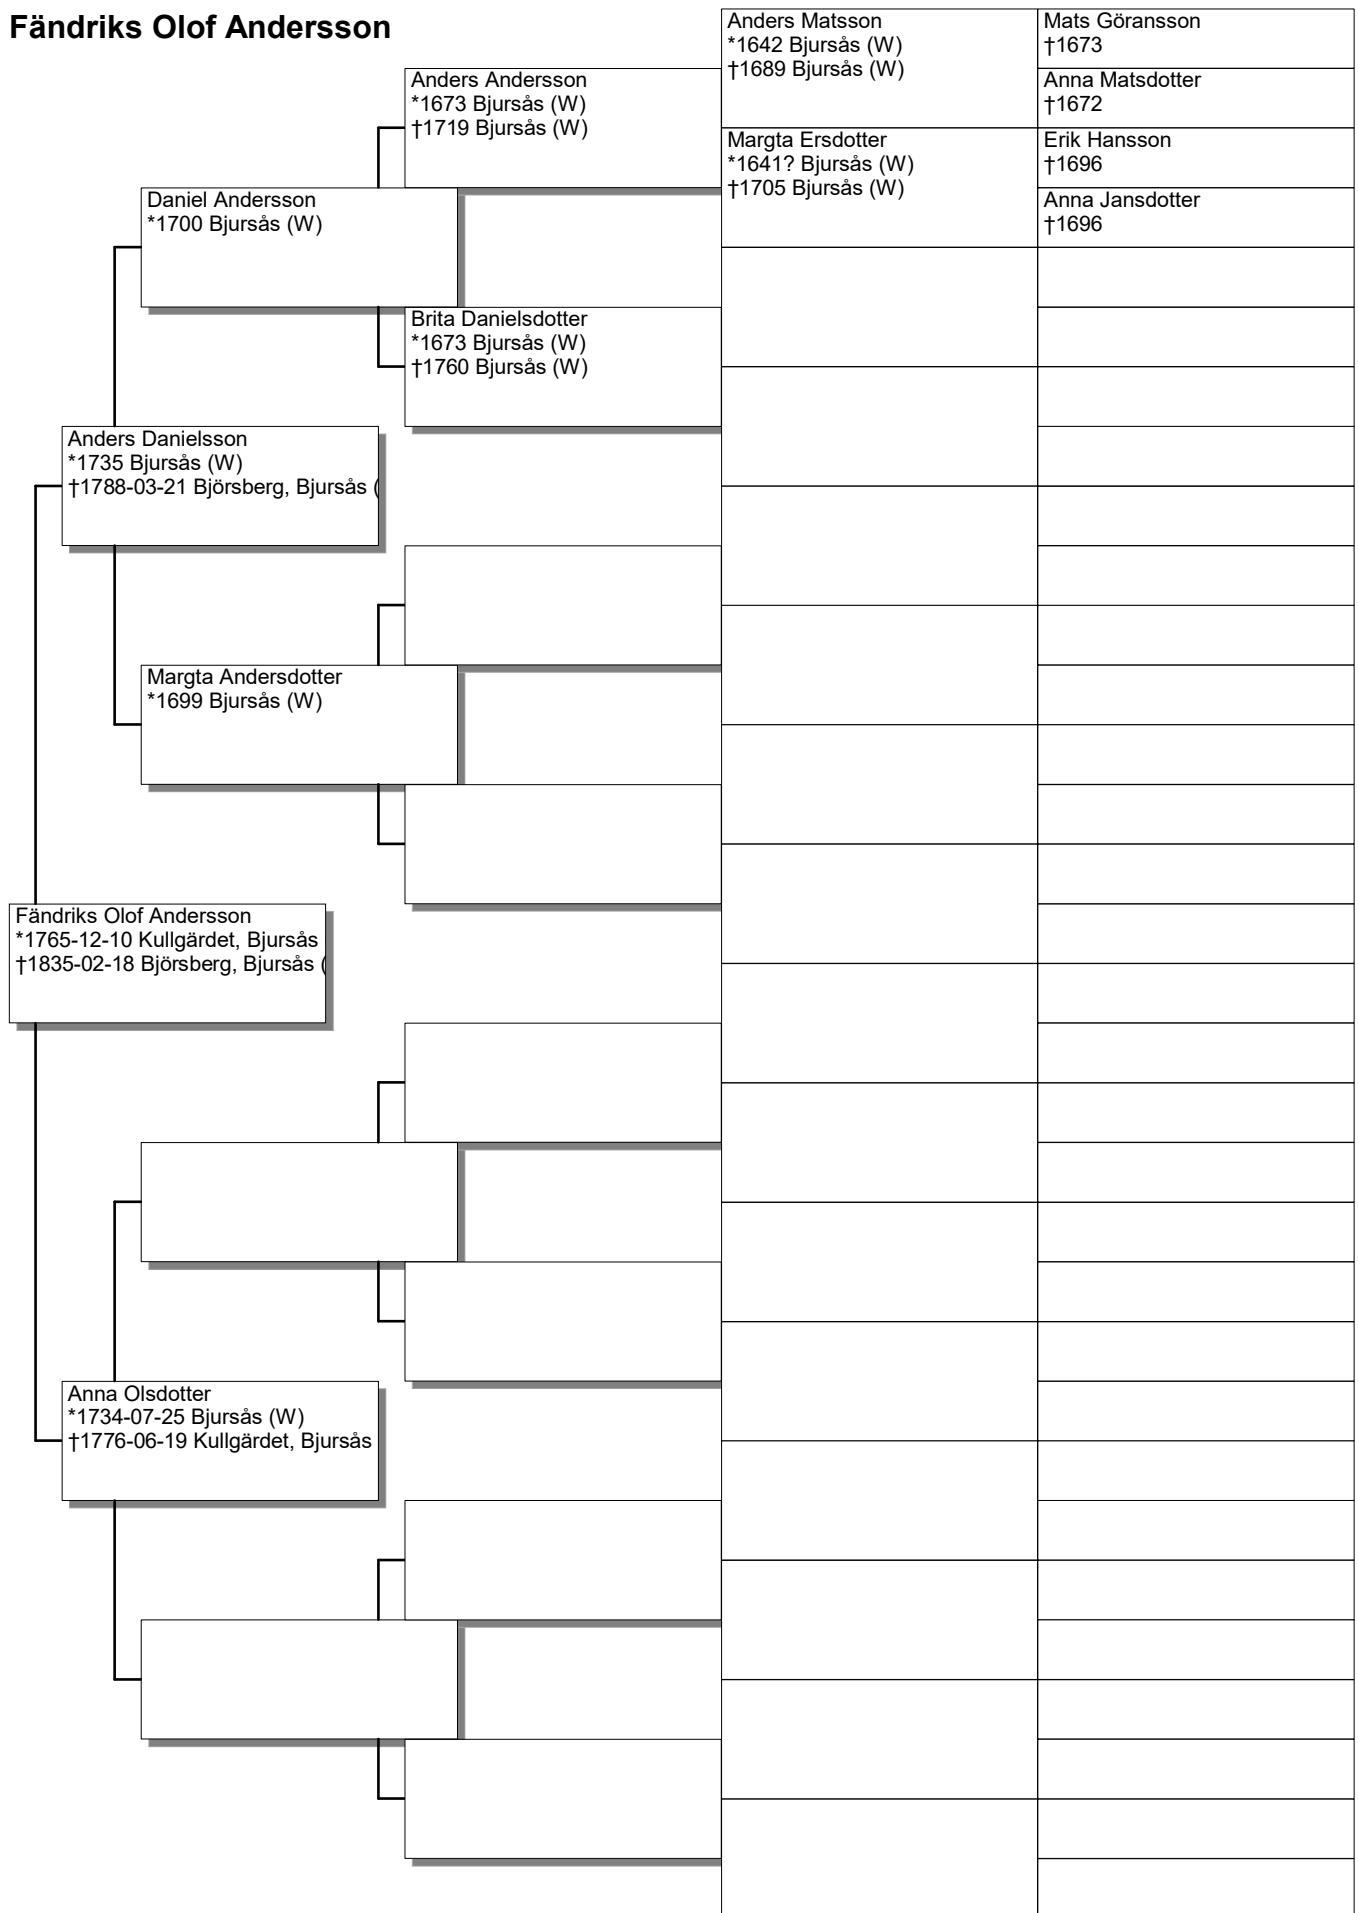 Fändriks Olof Andersson
Anders Matsson
*1642 Bjursås (W)
†1689 Bjursås (W)
Mats Göransson
†1673
Anna Matsdotter
†1672
Anders Andersson
*1673 Bjursås (W)
†1719 Bjursås (W)
Margta Ersdotter
*1641? Bjursås (W)
†1705 Bjursås (W)
Erik Hansson
†1696
Anna Jansdotter
†1696
Daniel Andersson
*1700 Bjursås (W)
Brita Danielsdotter
*1673 Bjursås (W)
†1760 Bjursås (W)
Anders Danielsson
*1735 Bjursås (W)
†1788-03-21 Björsberg, Bjursås (
Margta Andersdotter
*1699 Bjursås (W)
Fändriks Olof Andersson
*1765-12-10 Kullgärdet, Bjursås
†1835-02-18 Björsberg, Bjursås (
Anna Olsdotter
*1734-07-25 Bjursås (W)
†1776-06-19 Kullgärdet, Bjursås